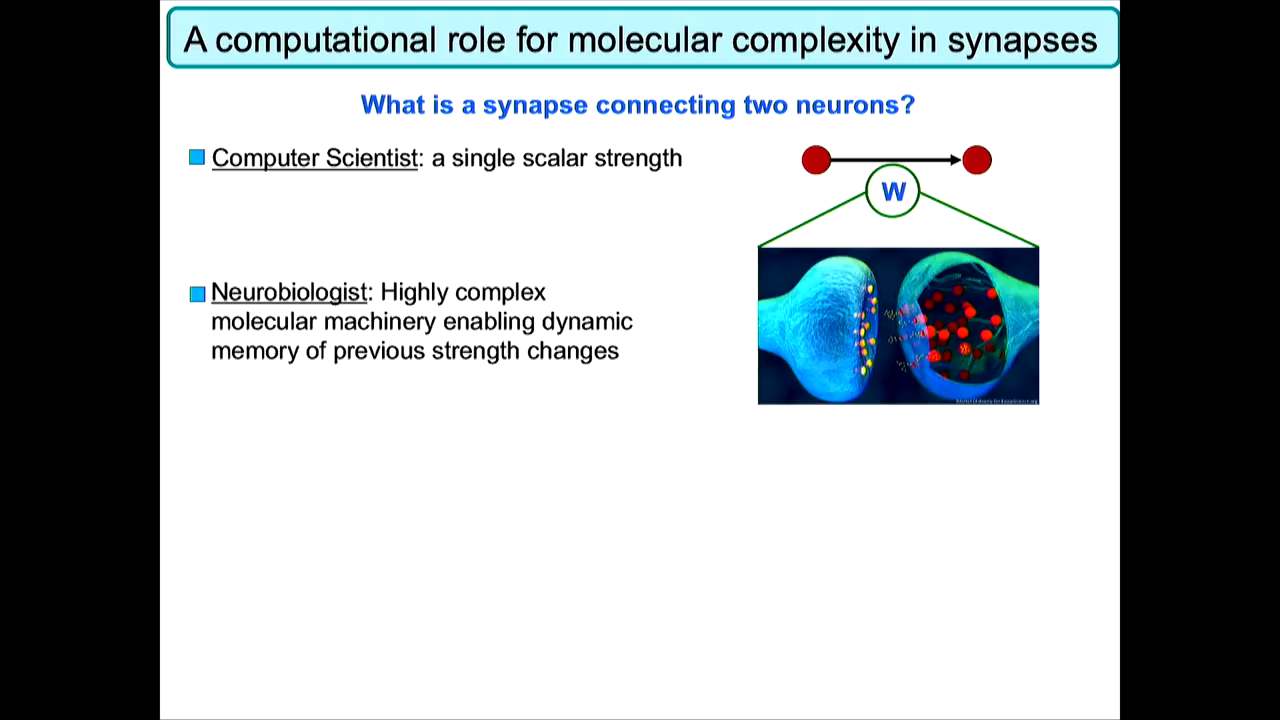 A computational role for molecular complexity in synapses
What is a synapse connecting two neurons?
Computer Scientist: a single scalar strength
W
Neurobiologist: Highly complex
molecular machinery enabling dynamic
memory of previous strength changes